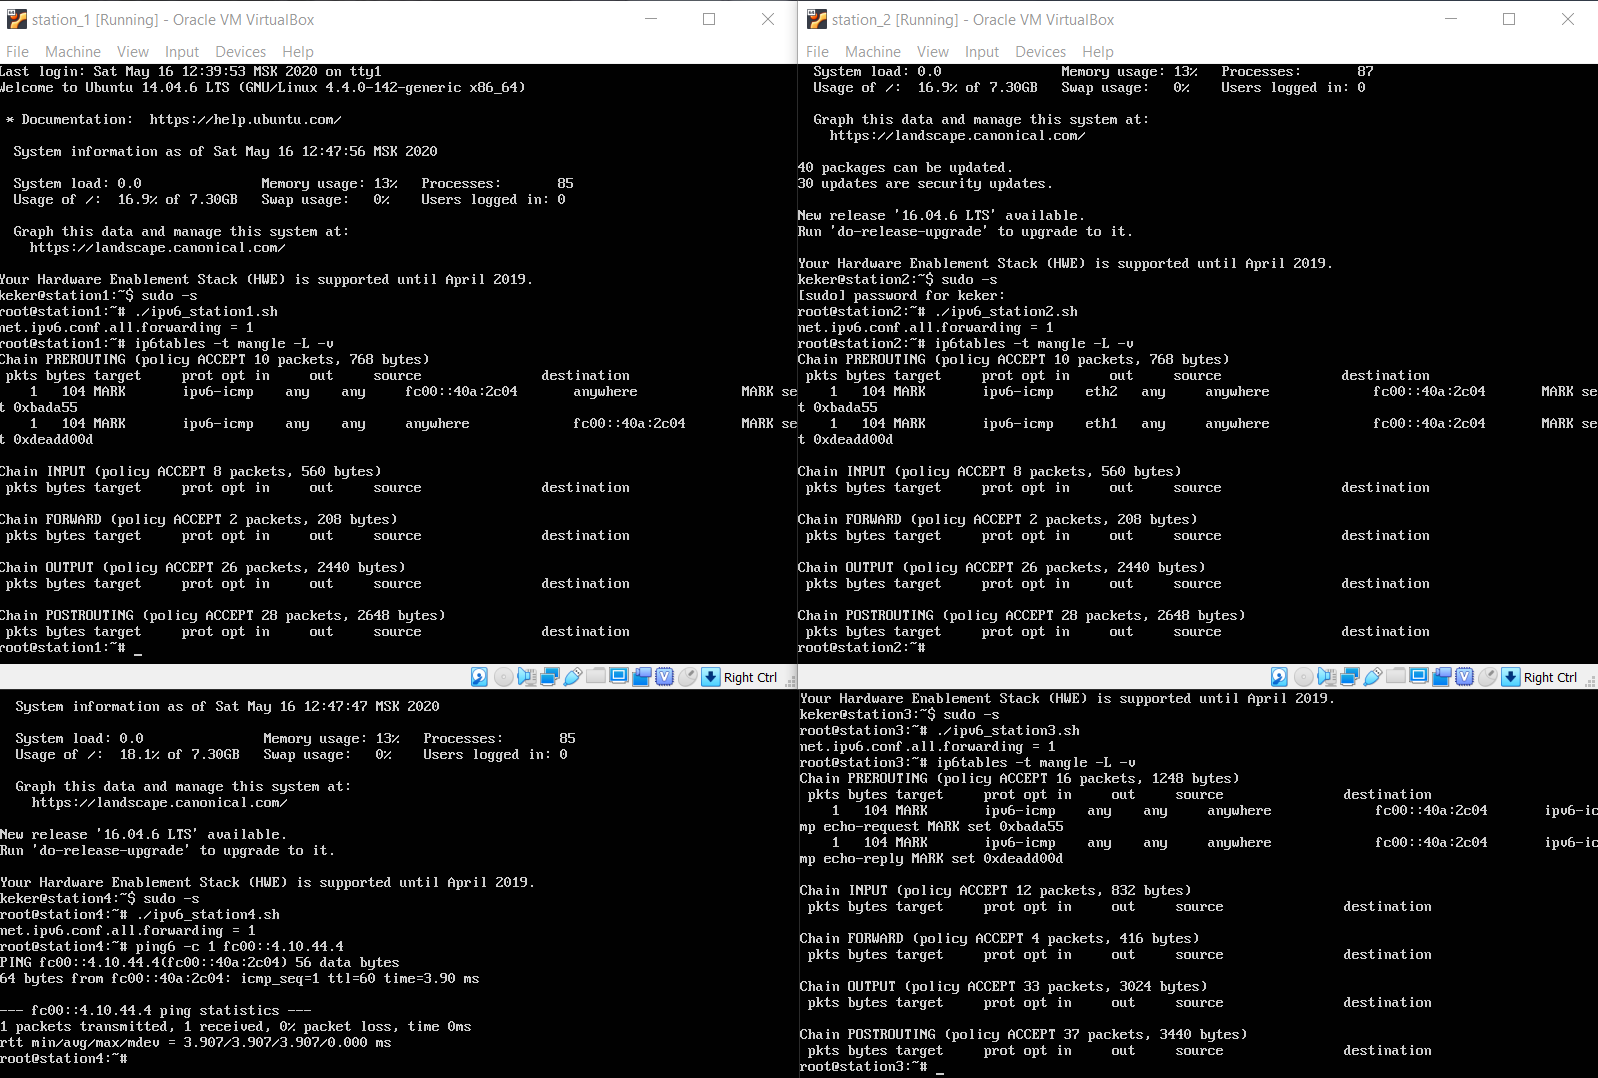 station_1 [Running] - Oracle VM VirtualBox
File Machine View Input Devices Help
Last login: Sat May 16 12:39:53 MSK 2020 on tty1
Welcome to Ubuntu 14.04.6 LTS (GNU/Linux 4.4.0-142-generic x86_64)
* Documentation: https://help.ubuntu.com/
System information as of Sat May 16 12:47:56 MSK 2020
System load: 0.0 Memory usage: 13% Processes: 85
Usage of /: 16.9% of 7.30GB Swap usage: 0% Users logged in: 0
Graph this data and manage this system at:
https://landscape.canonical.com/
Your Hardware Enablement Stack (HWE) is supported until April 2019.
keker@station1:~$ sudo -s
root@station1:~# ./ipv6_station1.sh
net.ipv6.conf.all.forwarding = 1
root@station1:~# ip6tables -t mangle -L -v
Chain PREROUTING (policy ACCEPT 10 packets, 768 bytes)
pkts bytes target prot opt in out source destination
1 104 MARK ipv6-icmp any any fc00::40a:2c04 anywhere MARK se
t 0xbada55
1 104 MARK ipv6-icmp any any anywhere fc00::40a:2c04 MARK se
t 0xdeadd00d
Chain INPUT (policy ACCEPT 8 packets, 560 bytes)
pkts bytes target prot opt in out source destination
Chain FORWARD (policy ACCEPT 2 packets, 208 bytes)
pkts bytes target prot opt in out source destination
Chain OUTPUT (policy ACCEPT 26 packets, 2440 bytes)
pkts bytes target prot opt in out source destination
Chain POSTROUTING (policy ACCEPT 28 packets, 2648 bytes)
pkts bytes target prot opt in out source destination
root@station1:~# _
Right Ctrl
station_2 [Running] - Oracle VM VirtualBox
File Machine View Input Devices Help
System load: 0.0 Memory usage: 13% Processes: 87
Usage of /: 16.9% of 7.30GB Swap usage: 0% Users logged in: 0
Graph this data and manage this system at:
https://landscape.canonical.com/
40 packages can be updated.
30 updates are security updates.
New release '16.04.6 LTS' available.
Run 'do-release-upgrade' to upgrade to it.
Your Hardware Enablement Stack (HWE) is supported until April 2019.
keker@station2:~$ sudo -s
[sudo] password for keker:
root@station2:~# ./ipv6_station2.sh
net.ipv6.conf.all.forwarding = 1
root@station2:~# ip6tables -t mangle -L -v
Chain PREROUTING (policy ACCEPT 10 packets, 768 bytes)
pkts bytes target prot opt in out source destination
1 104 MARK ipv6-icmp eth2 any anywhere fc00::40a:2c04 MARK se
t 0xbada55
1 104 MARK ipv6-icmp eth1 any anywhere fc00::40a:2c04 MARK se
t 0xdeadd00d
Chain INPUT (policy ACCEPT 8 packets, 560 bytes)
pkts bytes target prot opt in out source destination
Chain FORWARD (policy ACCEPT 2 packets, 208 bytes)
pkts bytes target prot opt in out source destination
Chain OUTPUT (policy ACCEPT 26 packets, 2440 bytes)
pkts bytes target prot opt in out source destination
Chain POSTROUTING (policy ACCEPT 28 packets, 2648 bytes)
pkts bytes target prot opt in out source destination
root@station2:~#
Right Ctrl
System information as of Sat May 16 12:47:47 MSK 2020
System load: 0.0 Memory usage: 13% Processes: 85
Usage of /: 18.1% of 7.30GB Swap usage: 0% Users logged in: 0
Graph this data and manage this system at:
https://landscape.canonical.com/
New release '16.04.6 LTS' available.
Run 'do-release-upgrade' to upgrade to it.
Your Hardware Enablement Stack (HWE) is supported until April 2019.
keker@station4:~$ sudo -s
root@station4:~# ./ipv6_station4.sh
net.ipv6.conf.all.forwarding = 1
root@station4:~# ping6 -c 1 fc00::4.10.44.4
PING fc00::4.10.44.4(fc00::40a:2c04) 56 data bytes
64 bytes from fc00::40a:2c04: icmp_seq=1 ttl=60 time=3.90 ms
--- fc00::4.10.44.4 ping statistics ---
1 packets transmitted, 1 received, 0% packet loss, time 0ms
rtt min/avg/max/mdev = 3.907/3.907/3.907/0.000 ms
root@station4:~#
Your Hardware Enablement Stack (HWE) is supported until April 2019.
keker@station3:~$ sudo -s
root@station3:~# ./ipv6_station3.sh
net.ipv6.conf.all.forwarding = 1
root@station3:~# ip6tables -t mangle -L -v
Chain PREROUTING (policy ACCEPT 16 packets, 1248 bytes)
pkts bytes target prot opt in out source destination
1 104 MARK ipv6-icmp any any anywhere fc00::40a:2c04 ipv6-ic
mp echo-request MARK set 0xbada55
1 104 MARK ipv6-icmp any any anywhere fc00::40a:2c04 ipv6-ic
mp echo-reply MARK set 0xdeadd00d
Chain INPUT (policy ACCEPT 12 packets, 832 bytes)
pkts bytes target prot opt in out source destination
Chain FORWARD (policy ACCEPT 4 packets, 416 bytes)
pkts bytes target prot opt in out source destination
Chain OUTPUT (policy ACCEPT 33 packets, 3024 bytes)
pkts bytes target prot opt in out source destination
Chain POSTROUTING (policy ACCEPT 37 packets, 3440 bytes)
pkts bytes target prot opt in out source destination
root@station3:~# _